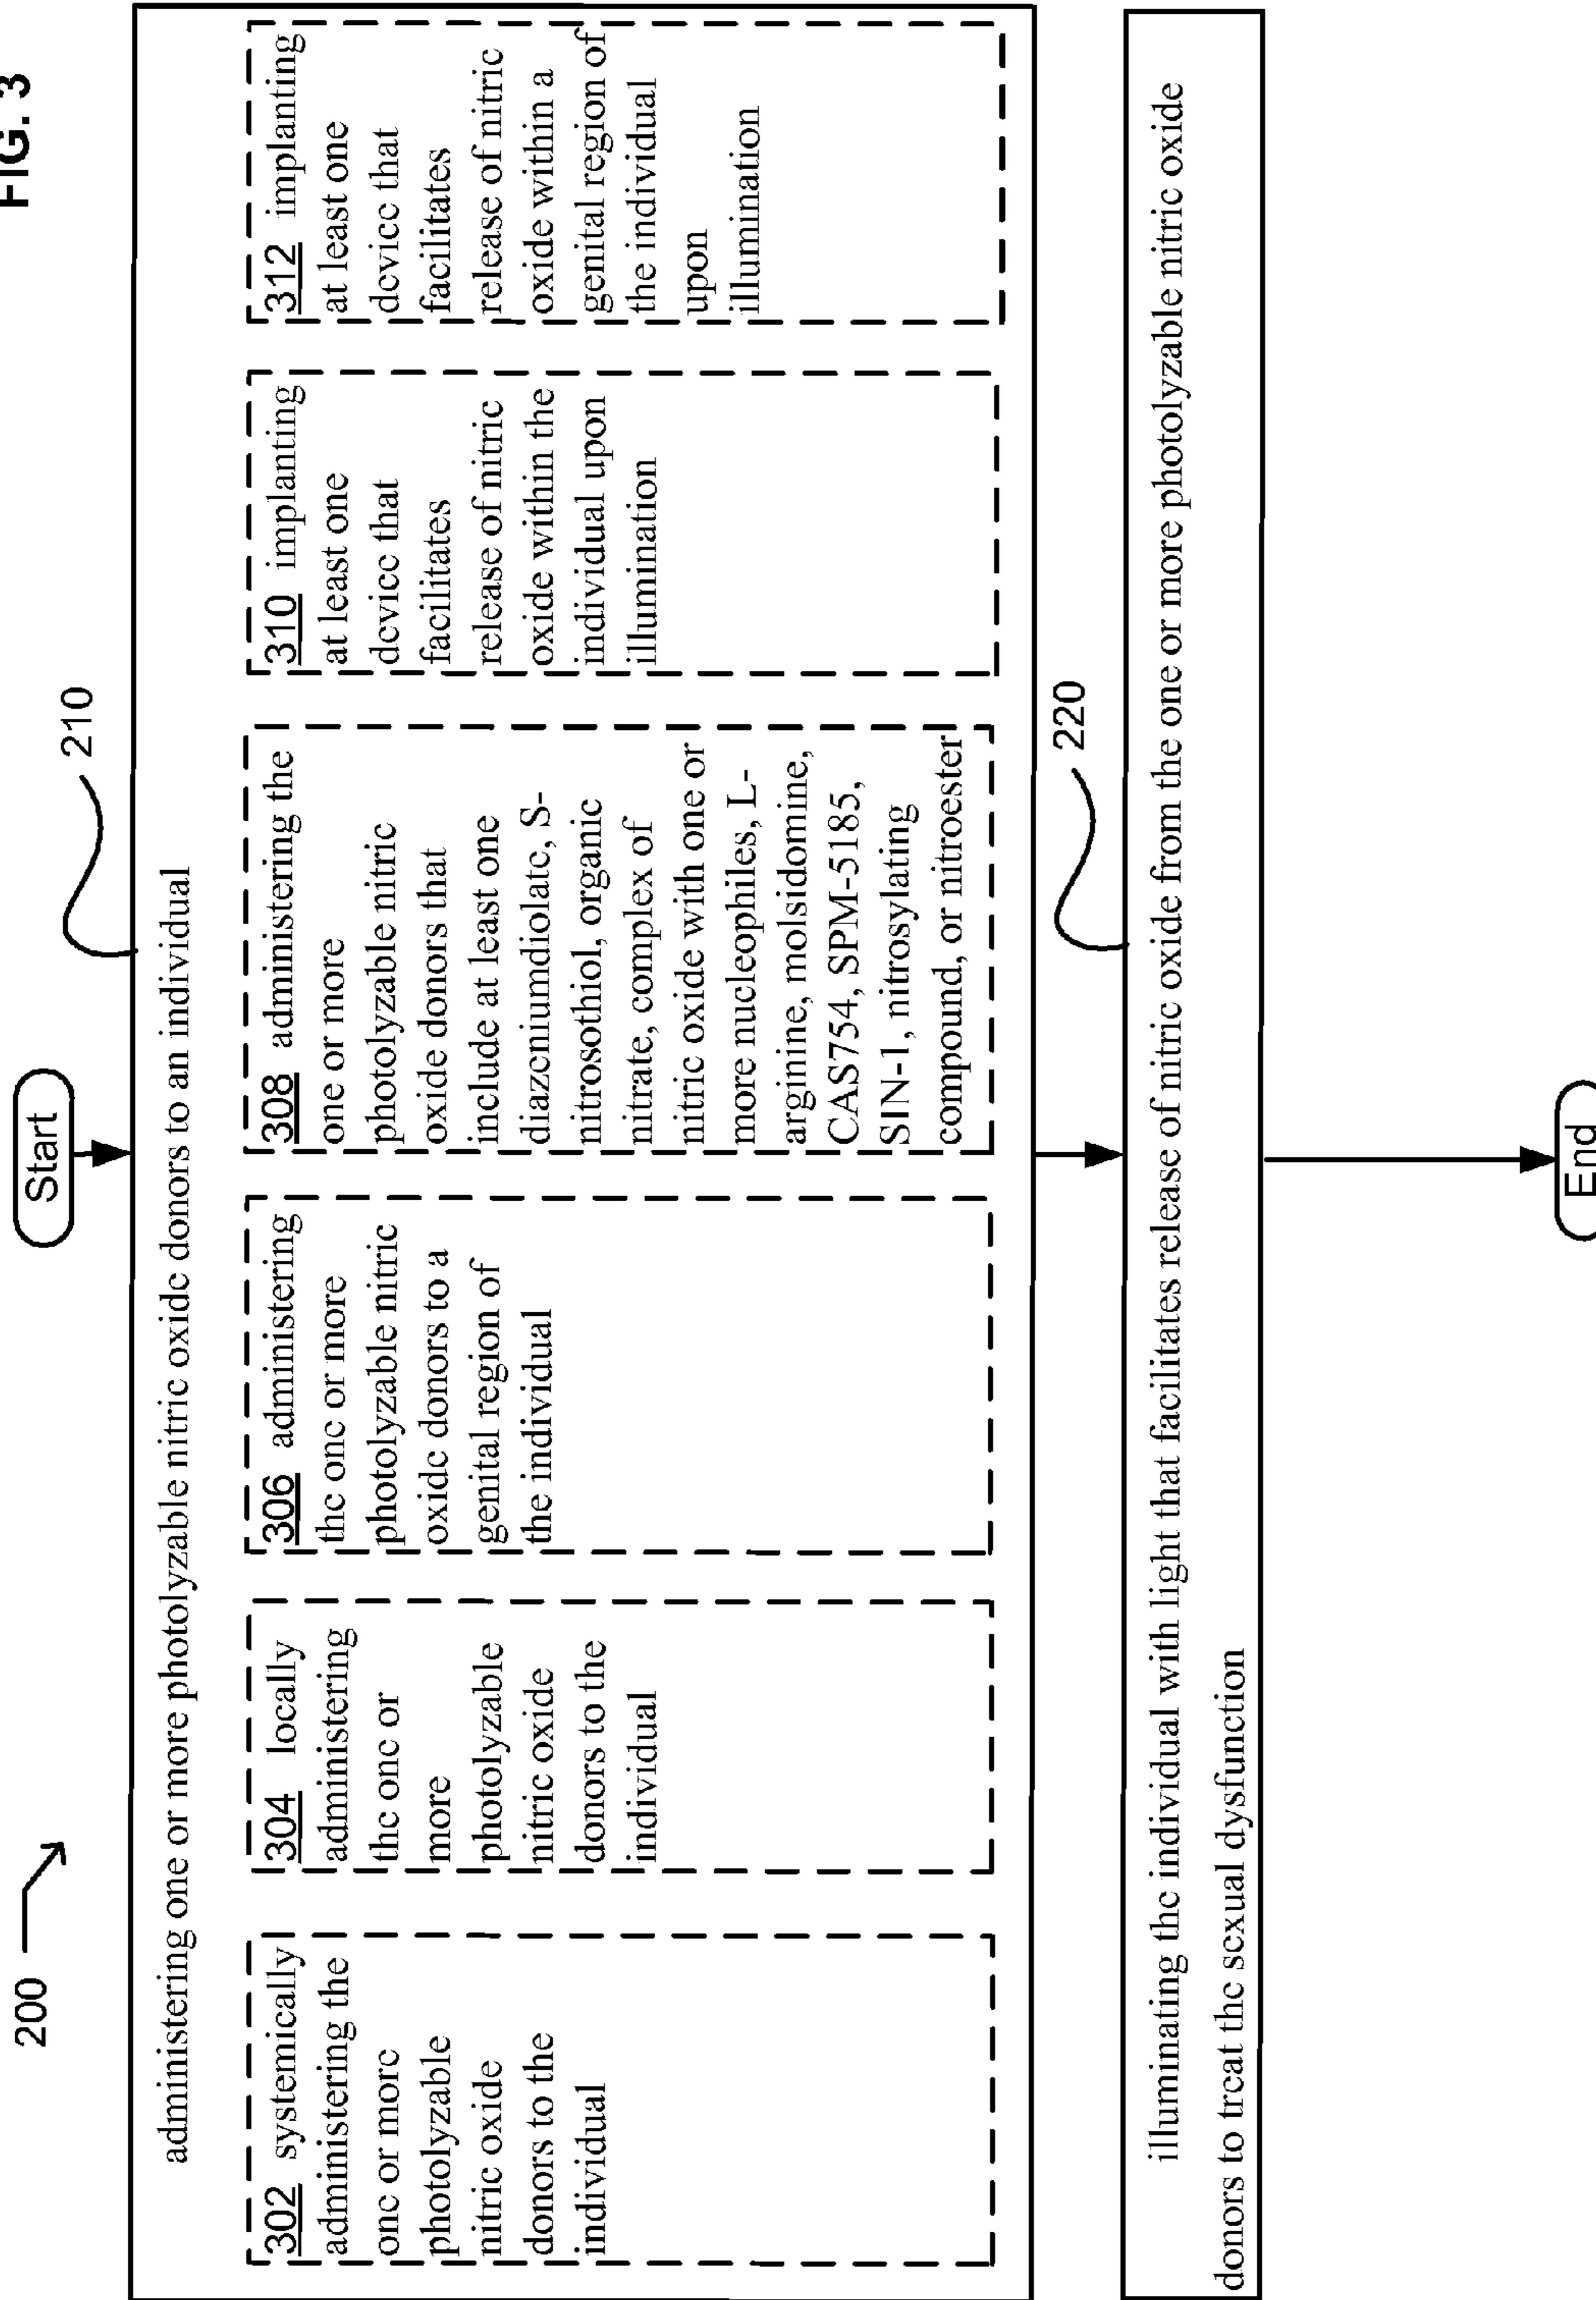 FIG. 3
200
Start
210
administering one or more photolyzable nitric oxide donors to an individual
302 systemically
administering the
one or more
photolyzable
nitric oxide
donors to the
individual
304 locally
administering
the one or
more
photolyzable
nitric oxide
donors to the
individual
306 administering
the one or more
photolyzable nitric
oxide donors to a
genital region of
the individual
308 administering the
one or more
photolyzable nitric
oxide donors that
include at least one
diazeniumdiolate, S-
nitrosothiol, organic
nitrate, complex of
nitric oxide with one or
more nucleophiles, L-
arginine, molsidomine,
CAS754, SPM-5185,
SIN-1, nitrosylating
compound, or nitroester
310 implanting
at least one
device that
facilitates
release of nitric
oxide within the
individual upon
illumination
312 implanting
at least one
device that
facilitates
release of nitric
oxide within a
genital region of
the individual
upon
illumination
220
illuminating the individual with light that facilitates release of nitric oxide from the one or more photolyzable nitric oxide
donors to treat the sexual dysfunction
End